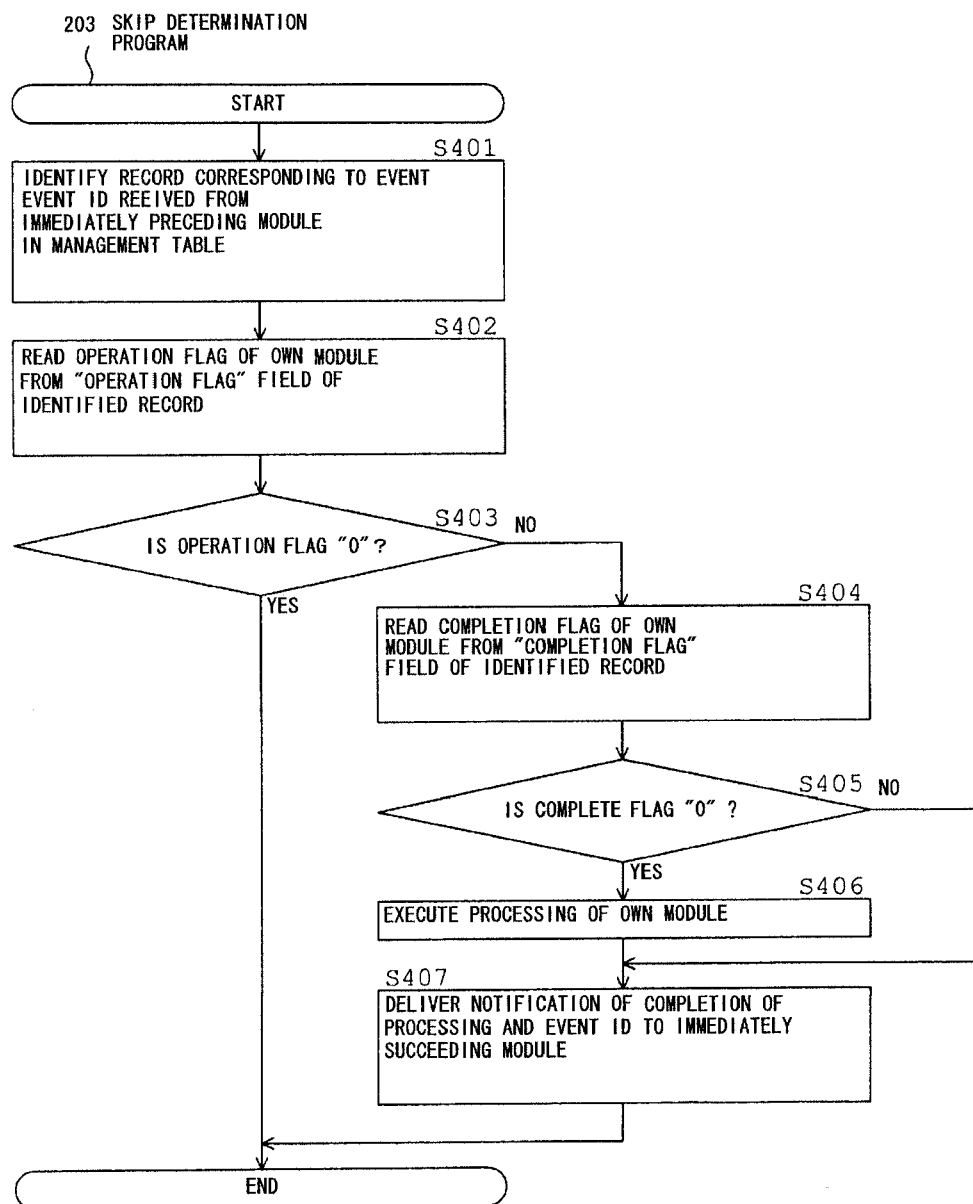 203 SKIP DETERMINATION
PROGRAM
START
S401
IDENTIFY RECORD CORRESPONDING TO EVENT
EVENT ID REEIVED FROM
IMMEDIATELY PRECEDING MODULE
IN MANAGEMENT TABLE
S402
READ OPERATION FLAG OF OWN MODULE
FROM "OPERATION FLAG" FIELD OF
IDENTIFIED RECORD
S403 NO
IS OPERATION FLAG "0"?
YES
S404
READ COMPLETION FLAG OF OWN
MODULE FROM "COMPLETION FLAG"
FIELD OF IDENTIFIED RECORD
S405 NO
IS COMPLETE FLAG "0" ?
YES
S406
EXECUTE PROCESSING OF OWN MODULE
S407
DELIVER NOTIFICATION OF COMPLETION OF
PROCESSING AND EVENT ID TO IMMEDIATELY
SUCCEEDING MODULE
END